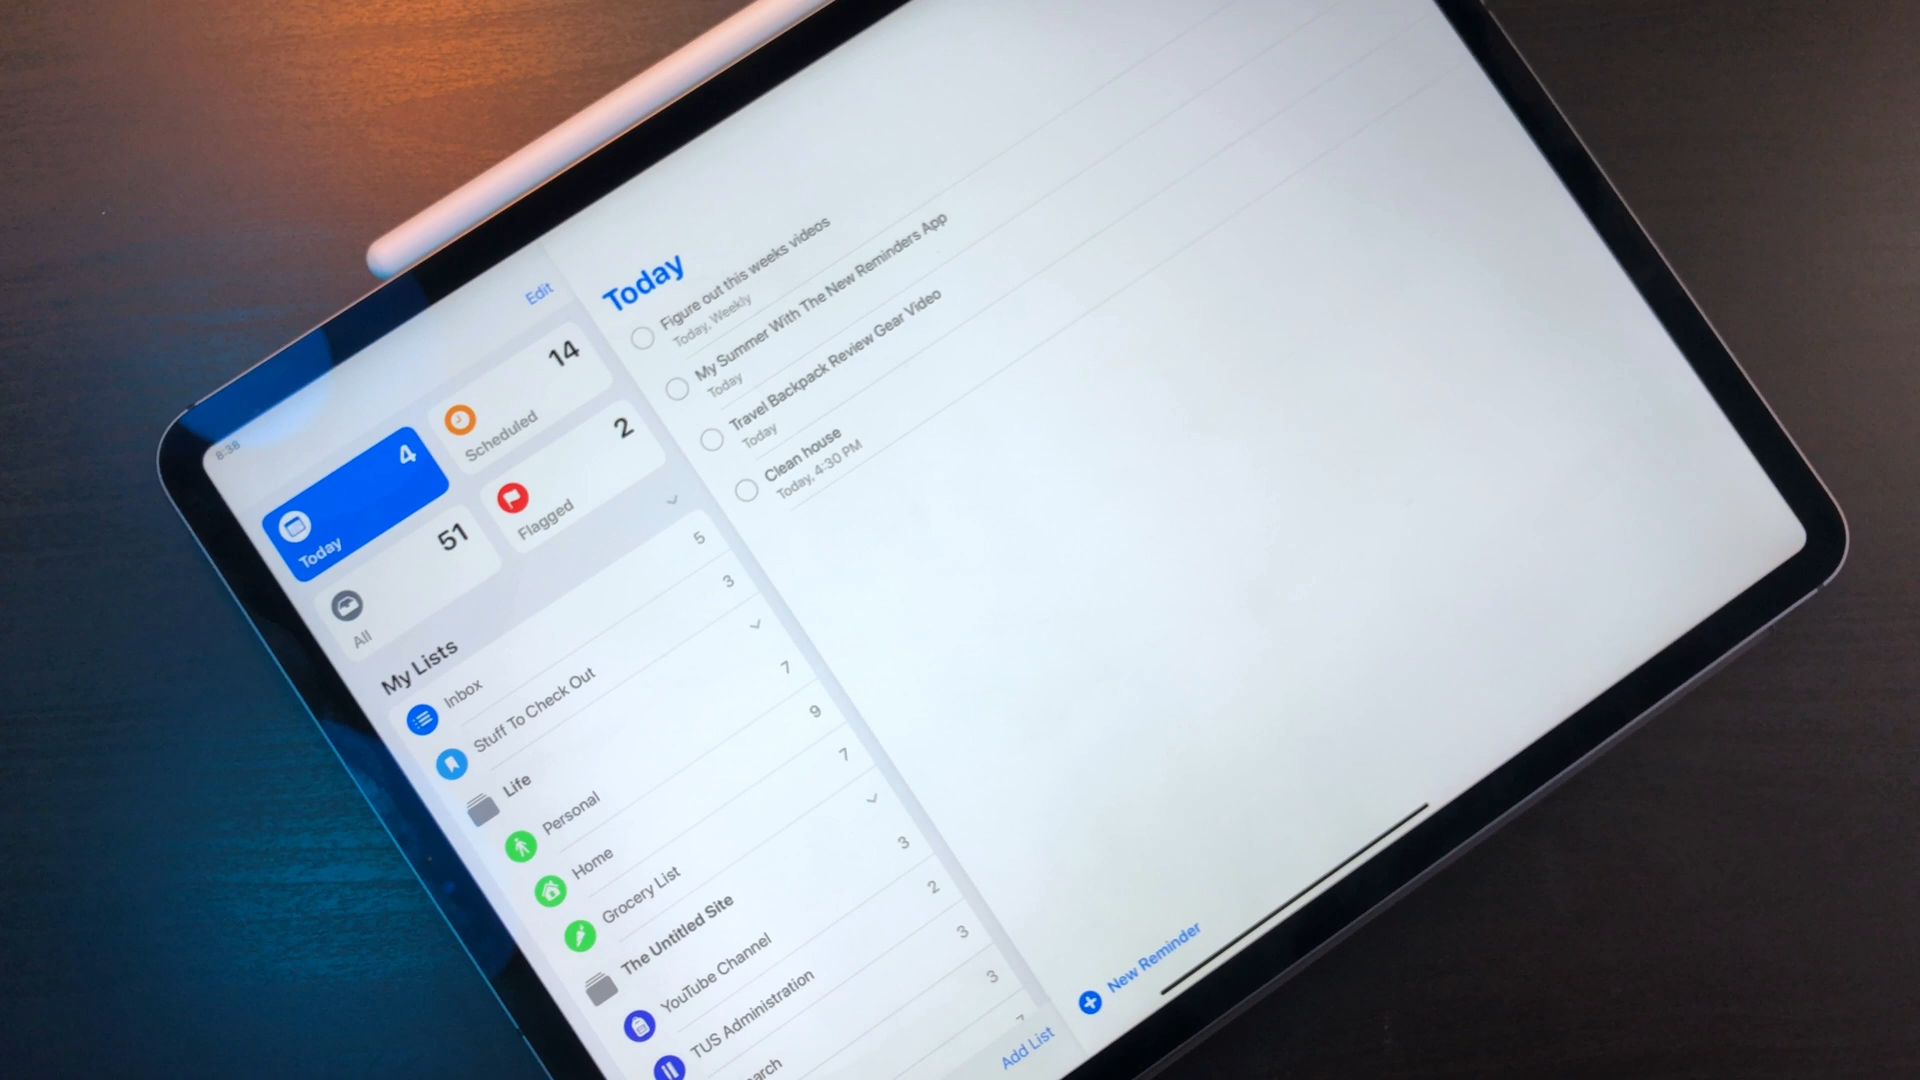 8:38
Edit
4
Today
14
Scheduled
51
All
2
Flagged
My Lists
Inbox 5
Stuff To Check Out 3
Life
Personal 7
Home 9
Grocery List 7
The Untitled Site
YouTube Channel 3
TUS Administration 2
3
3
Add List
Today
Figure out this weeks videos
Today, Weekly
My Summer With The New Reminders App
Today
Travel Backpack Review Gear Video
Today
Clean house
Today, 4:30 PM
New Reminder